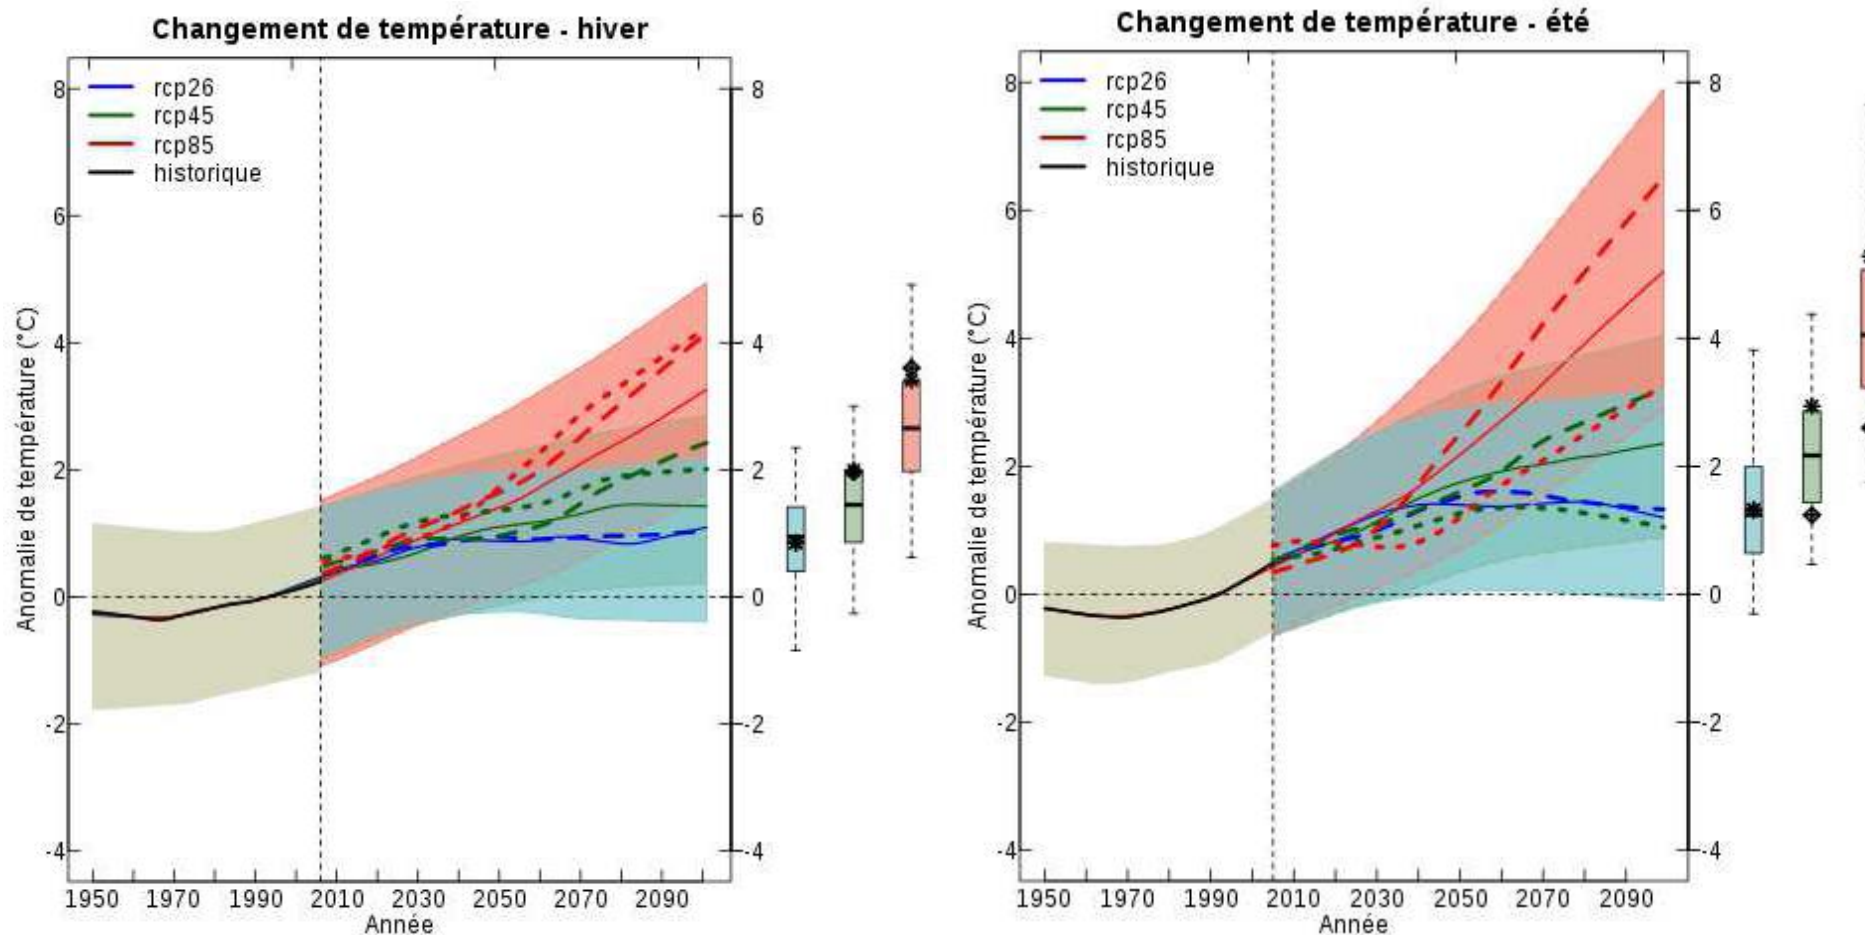 Changement de température - hiver
rcp26
rcp45
rcp85
historique
8
6
4
2
0
-2
-4
8
6
4
2
0
-2
-4
Anomalie de température (°C)
1950 1970 1990 2010 2030 2050 2070 2090
Année
Changement de température - été
rcp26
rcp45
rcp85
historique
8
6
4
2
0
-2
-4
8
6
4
2
0
-2
-4
Anomalie de température (°C)
1950 1970 1990 2010 2030 2050 2070 2090
Année